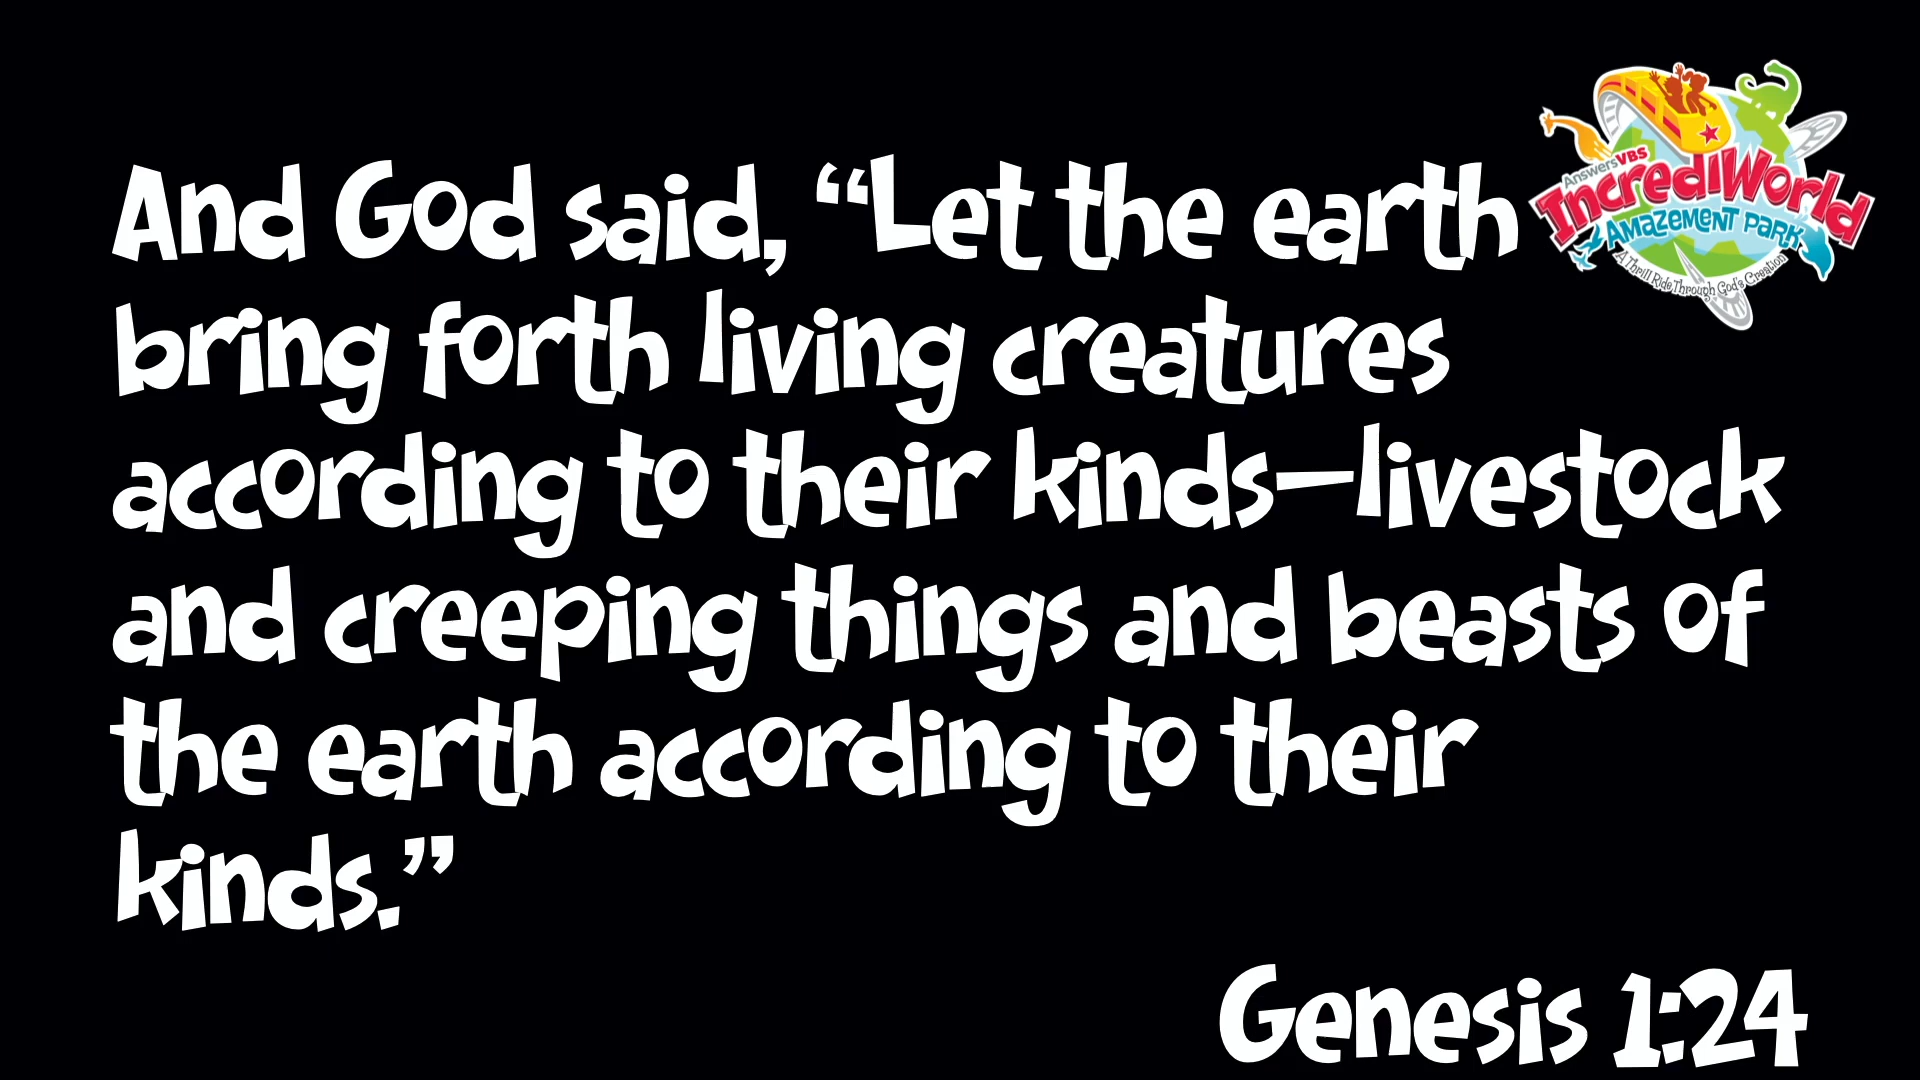 And God said, “Let the earth
bring forth living creatures
according to their kinds—livestock
and creeping things and beasts of
the earth according to their
kinds.”
Genesis 1:24
Answers VBS
IncrediWorld
Amazement Park
A Thrill Ride Through God's Creation